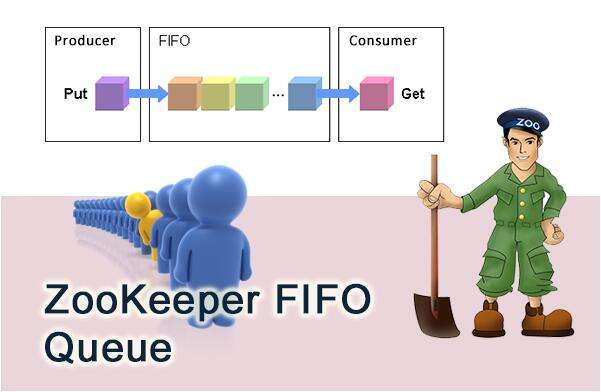 Producer
FIFO
Consumer
Put
...
Get
ZOO
ZooKeeper FIFO
Queue